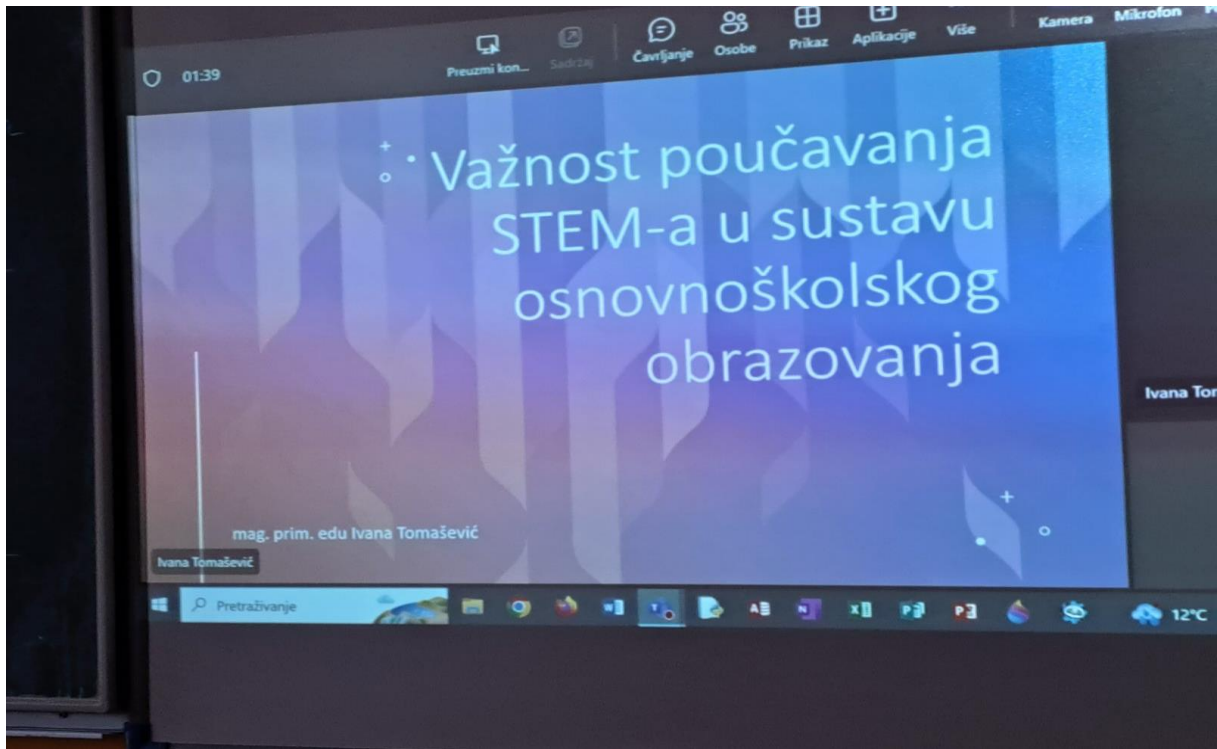 01:39
Preuzmi kon...
Sadržaj
Čavrljanje
Osobe
Prikaz
Aplikacije
Više
Kamera
Mikrofon
Važnost poučavanja
STEM-a u sustavu
osnovnoškolskog
obrazovanja
Ivana Tom
mag. prim. edu Ivana Tomašević
Ivana Tomašević
Pretraživanje
12°C